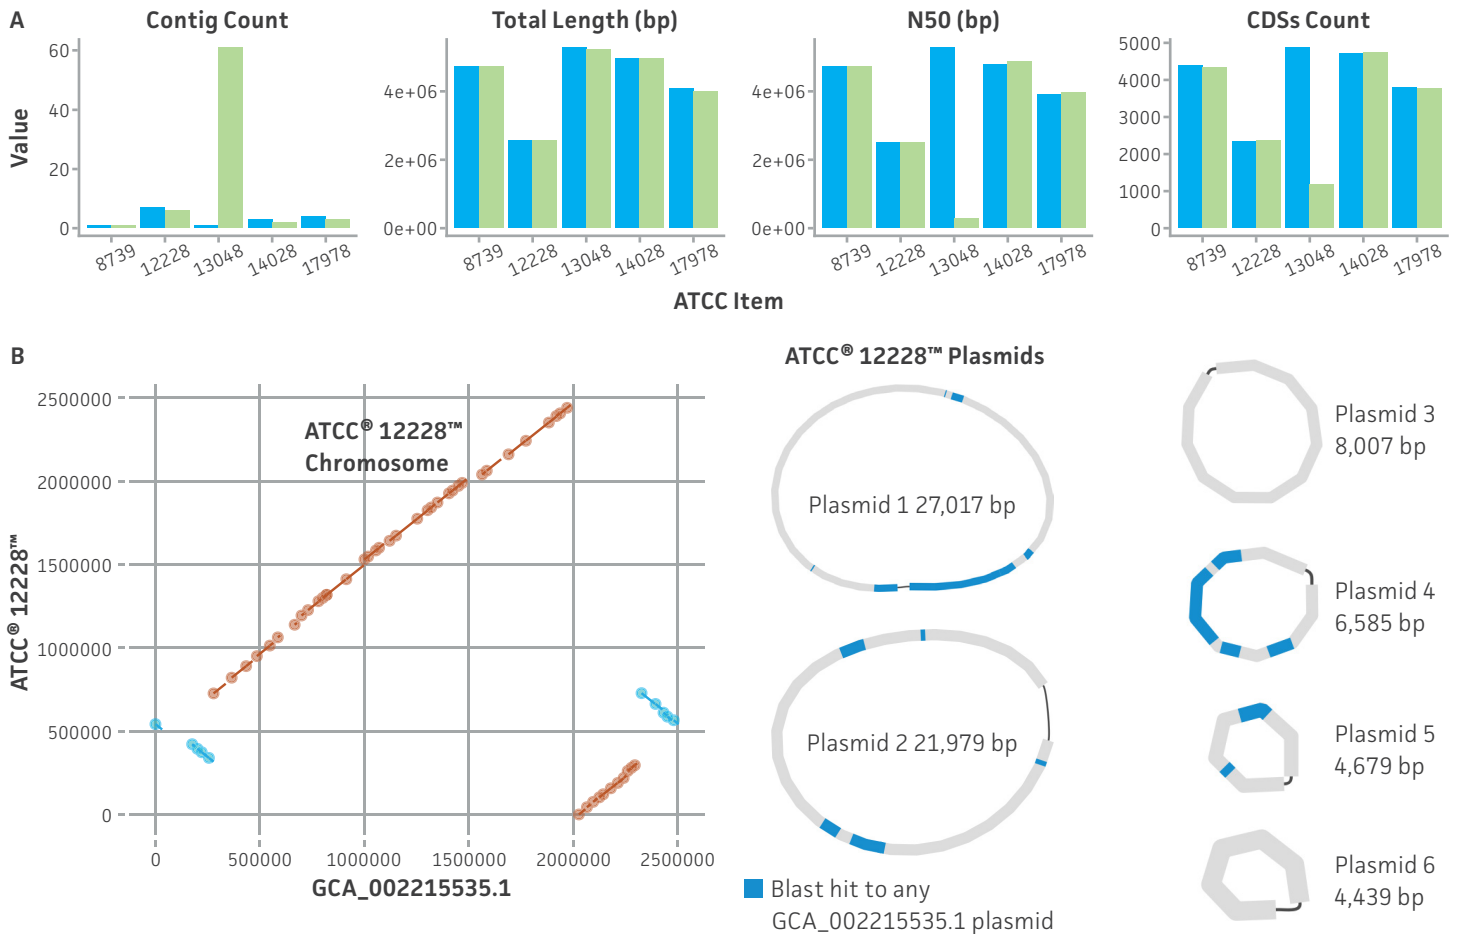 A
Contig Count
Total Length (bp)
N50 (bp)
CDSs Count
Value
60
40
20
0
4e+06
2e+06
0e+00
4e+06
2e+06
0e+00
5000
4000
3000
2000
1000
0
8739 12228 13048 14028 17978
8739 12228 13048 14028 17978
8739 12228 13048 14028 17978
8739 12228 13048 14028 17978
ATCC Item
B
ATCC® 12228™
2500000
2000000
1500000
1000000
500000
0
ATCC® 12228™
Chromosome
0 500000 1000000 1500000 2000000 2500000
GCA_002215535.1
ATCC® 12228™ Plasmids
Plasmid 1 27,017 bp
Plasmid 2 21,979 bp
Blast hit to any
GCA_002215535.1 plasmid
Plasmid 3
8,007 bp
Plasmid 4
6,585 bp
Plasmid 5
4,679 bp
Plasmid 6
4,439 bp